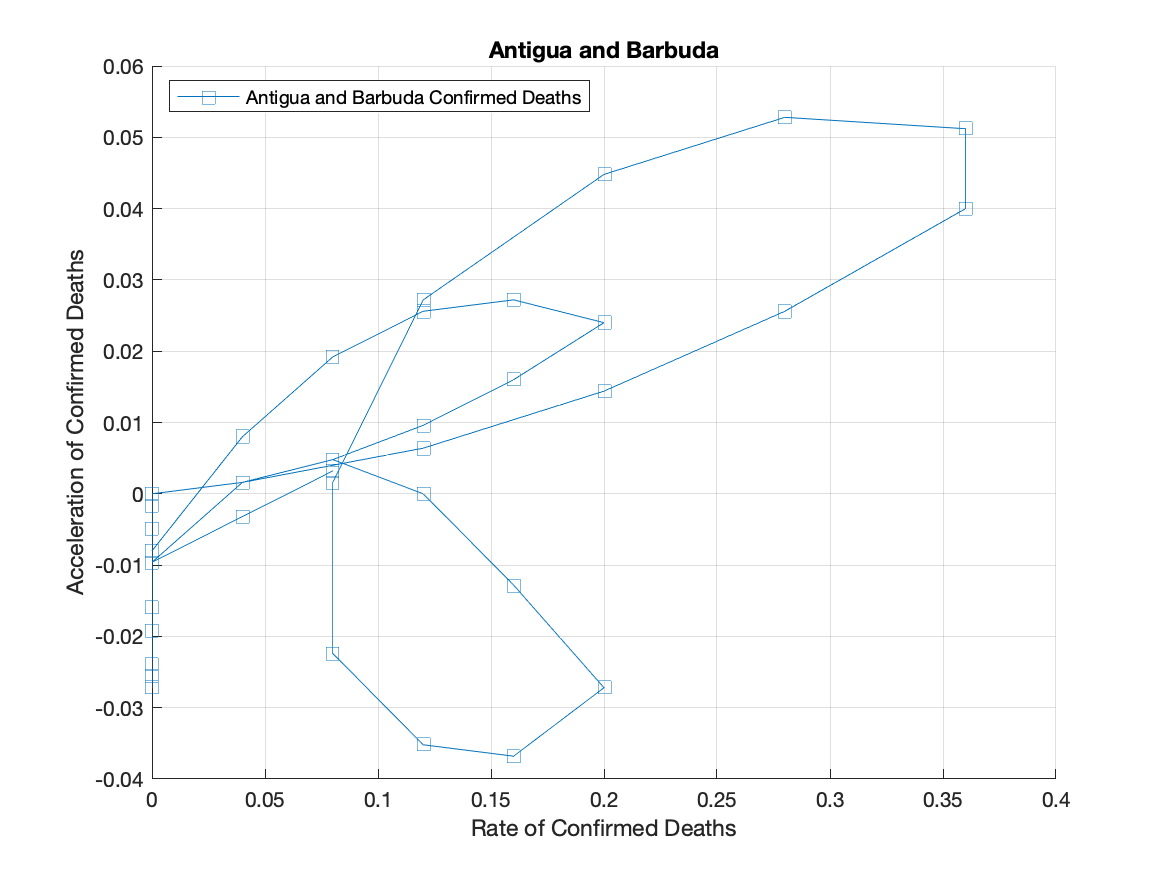 Antigua and Barbuda
Antigua and Barbuda Confirmed Deaths
0.06
0.05
0.04
0.03
0.02
0.01
0
-0.01
-0.02
-0.03
-0.04
Acceleration of Confirmed Deaths
0 0.05 0.1 0.15 0.2 0.25 0.3 0.35 0.4
Rate of Confirmed Deaths